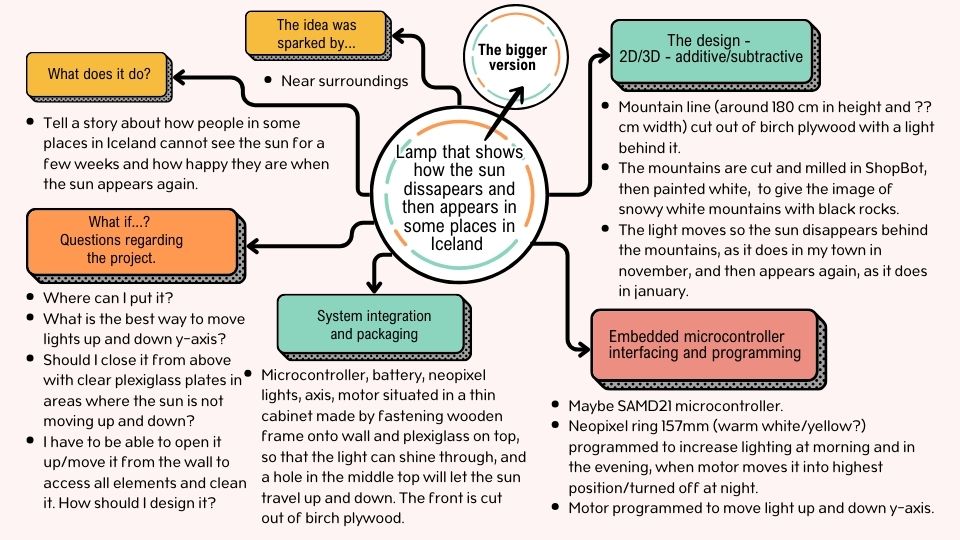 The idea was
sparked by...
Near surroundings
The bigger
version
The design -
2D/3D - additive/subtractive
Mountain line (around 180 cm in height and ??
cm width) cut out of birch plywood with a light
behind it.
The mountains are cut and milled in ShopBot,
then painted white,  to give the image of
snowy white mountains with black rocks.
The light moves so the sun disappears behind
the mountains, as it does in my town in
november, and then appears again, as it does
in january.
What does it do?
Tell a story about how people in some
places in Iceland cannot see the sun for a
few weeks and how happy they are when
the sun appears again.
Lamp that shows
how the sun
dissapears and
then appears in
some places in
Iceland
What if...?
Questions regarding
the project.
Where can I put it?
What is the best way to move
lights up and down y-axis?
Should I close it from above
with clear plexiglass plates in
areas where the sun is not
moving up and down?
I have to be able to open it
up/move it from the wall to
access all elements and clean
it. How should I design it?
System integration
and packaging
Microcontroller, battery, neopixel
lights, axis, motor situated in a thin
cabinet made by fastening wooden
frame onto wall and plexiglass on top,
so that the light can shine through, and
a hole in the middle top will let the sun
travel up and down. The front is cut
out of birch plywood.
Embedded microcontroller
interfacing and programming
Maybe SAMD21 microcontroller.
Neopixel ring 157mm (warm white/yellow?)
programmed to increase lighting at morning and in
the evening, when motor moves it into highest
position/turned off at night.
Motor programmed to move light up and down y-axis.